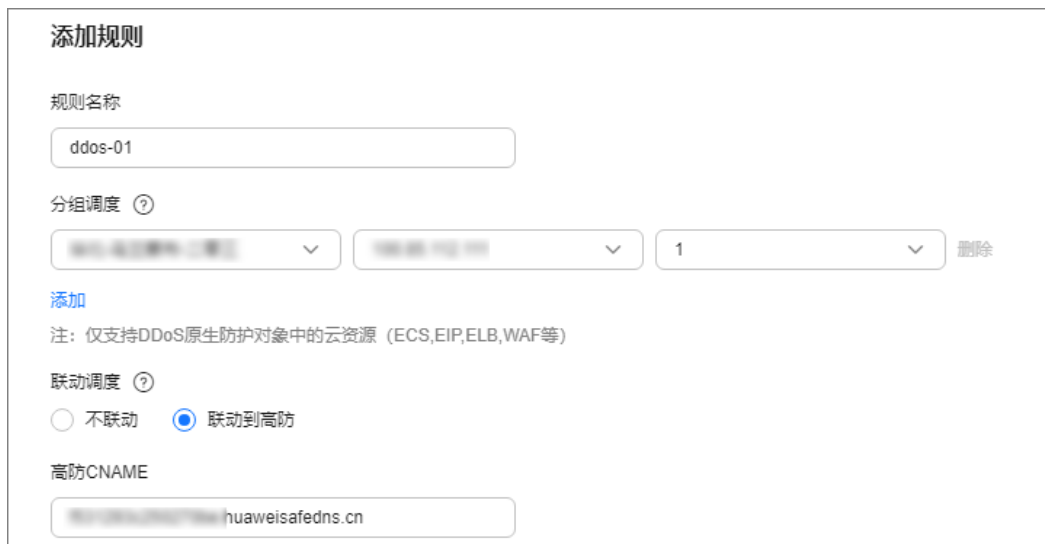 添加规则
规则名称
ddos-01
分组调度 ?
1 删除
添加
注：仅支持DDoS原生防护对象中的云资源（ECS,EIP,ELB,WAF等）
联动调度 ?
不联动 联动到高防
高防CNAME
huaweisafedns.cn